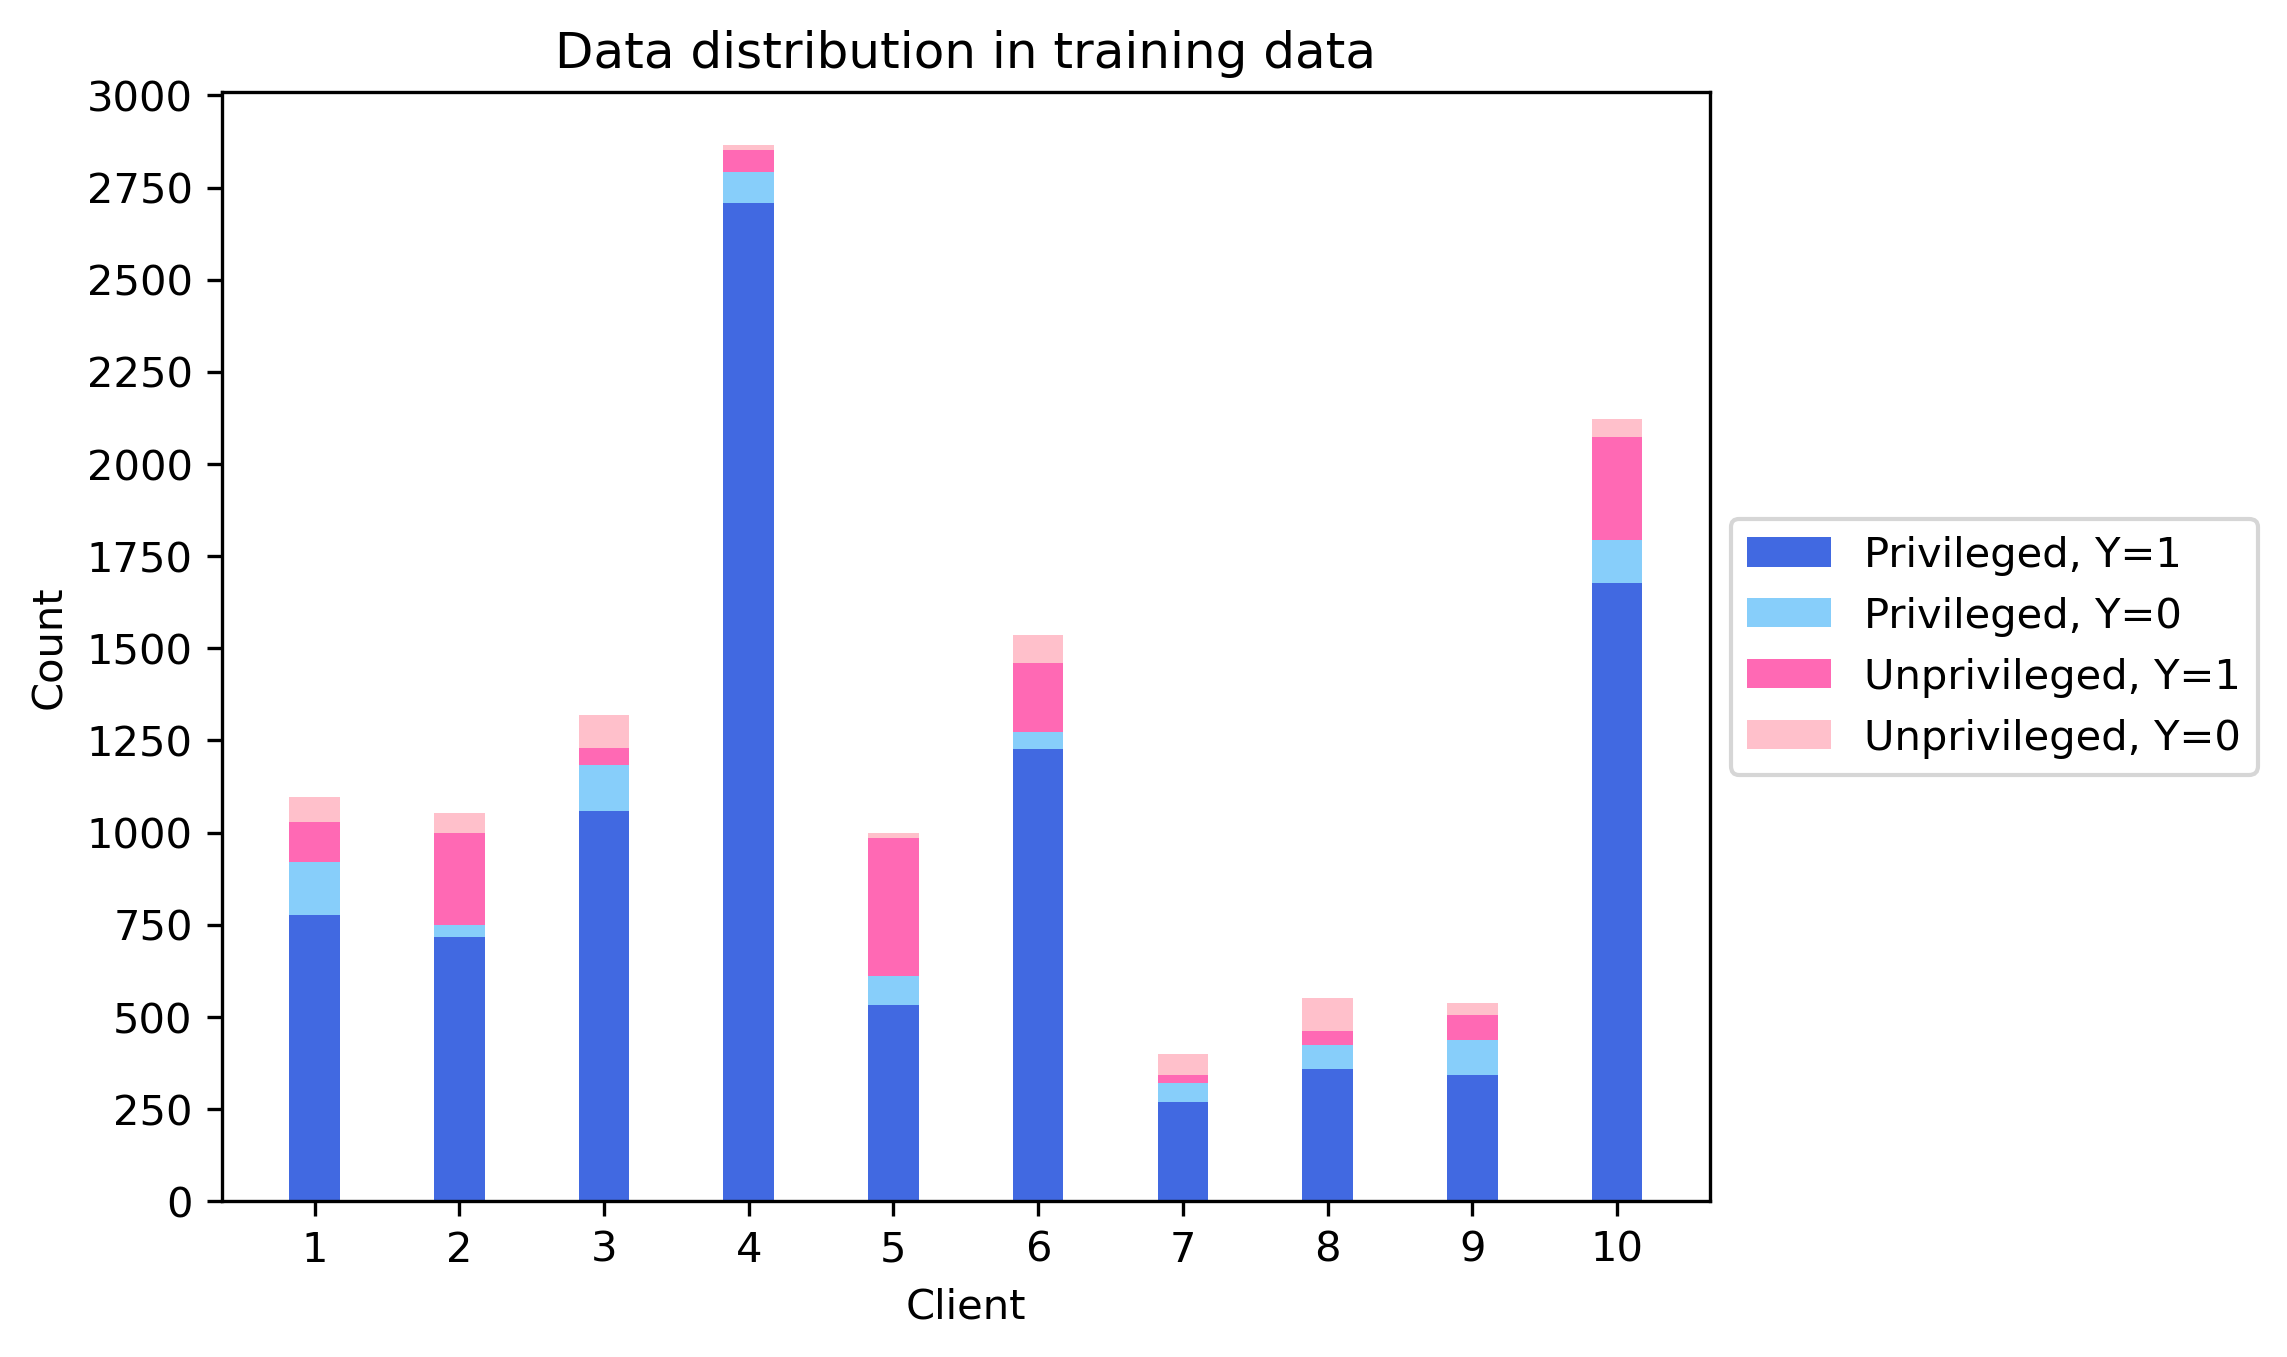 Data distribution in training data
3000
2750
2500
2250
2000
1750
1500
1250
1000
750
500
250
0
Count
1 2 3 4 5 6 7 8 9 10
Client
Privileged, Y=1
Privileged, Y=0
Unprivileged, Y=1
Unprivileged, Y=0